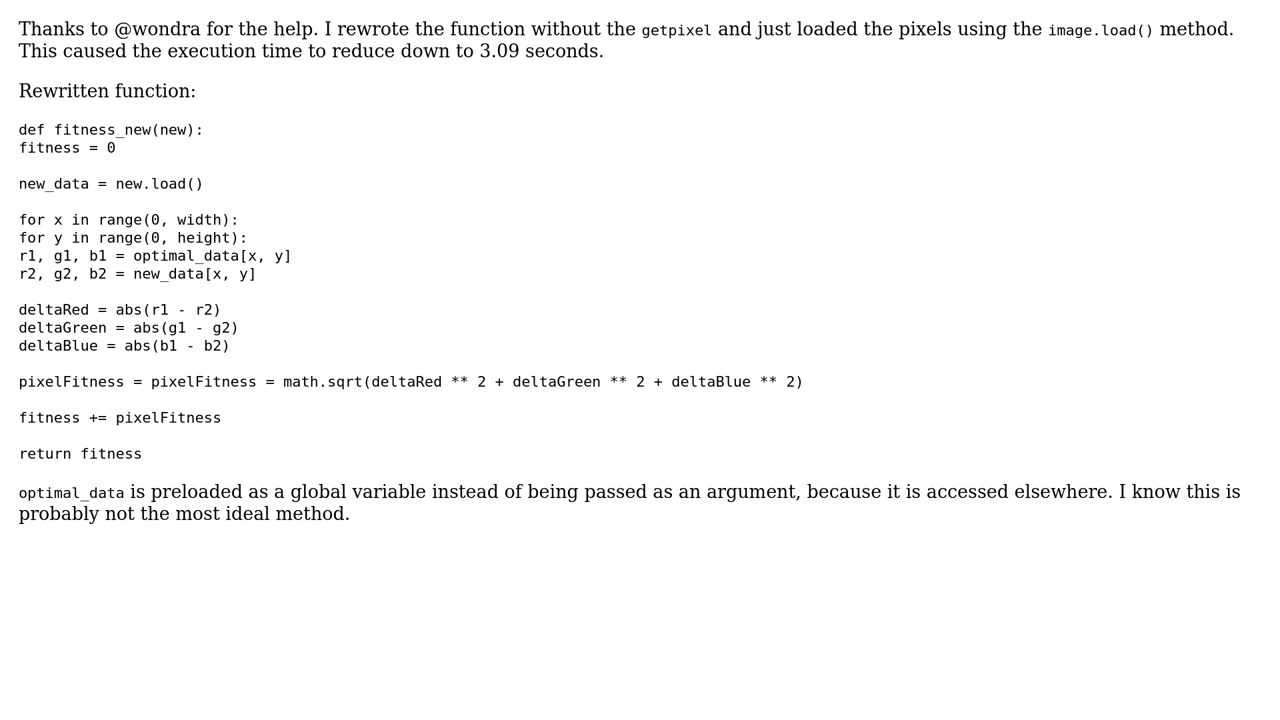 Thanks to @wondra for the help. I rewrote the function without the getpixel and just loaded the pixels using the image.load() method.
This caused the execution time to reduce down to 3.09 seconds.
Rewritten function:
def fitness_new(new):
fitness = 0
new_data = new.load()
for x in range(0, width):
for y in range(0, height):
r1, g1, b1 = optimal_data[x, y]
r2, g2, b2 = new_data[x, y]
deltaRed = abs(r1 - r2)
deltaGreen = abs(g1 - g2)
deltaBlue = abs(b1 - b2)
pixelFitness = pixelFitness = math.sqrt(deltaRed ** 2 + deltaGreen ** 2 + deltaBlue ** 2)
fitness += pixelFitness
return fitness
optimal_data is preloaded as a global variable instead of being passed as an argument, because it is accessed elsewhere. I know this is
probably not the most ideal method.